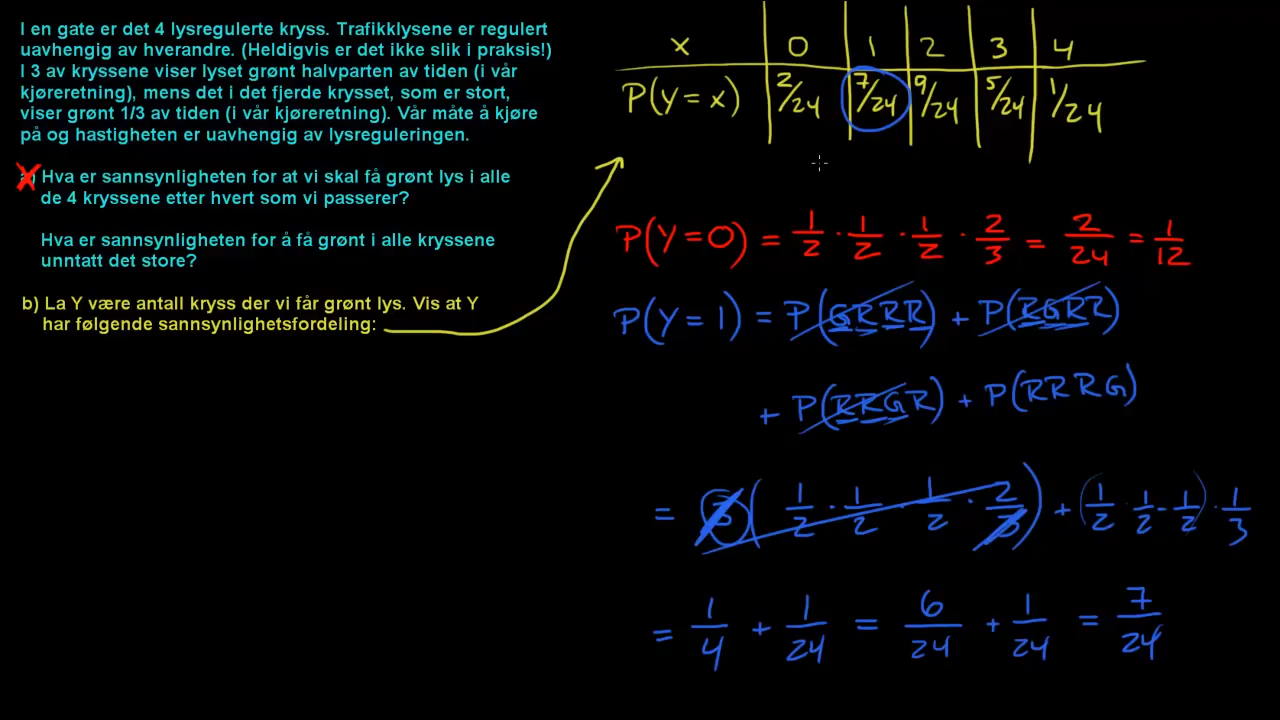 I en gate er det 4 lysregulerte kryss. Trafikklysene er regulert
uavhengig av hverandre. (Heldigvis er det ikke slik i praksis!)
I 3 av kryssene viser lyset grønt halvparten av tiden (i vår
kjøreretning), mens det i det fjerde krysset, som er stort,
viser grønt 1/3 av tiden (i vår kjøreretning). Vår måte å kjøre
på og hastigheten er uavhengig av lysreguleringen.
a) Hva er sannsynligheten for at vi skal få grønt lys i alle
de 4 kryssene etter hvert som vi passerer?
Hva er sannsynligheten for å få grønt i alle kryssene
unntatt det store?
b) La Y være antall kryss der vi får grønt lys. Vis at Y
har følgende sannsynlighetsfordeling:
x 0 1 2 3 4
P(Y=x) 2/24 7/24 9/24 5/24 1/24
P(Y=0) = 1/2 · 1/2 · 1/2 · 2/3 = 2/24 = 1/12
P(Y=1) = P(GRRR) + P(RGRR)
+ P(RRGR) + P(RRRG)
= 3(1/2 · 1/2 · 1/2 · 2/3) + (1/2 · 1/2 · 1/2) · 1/3
= 1/4 + 1/24 = 6/24 + 1/24 = 7/24